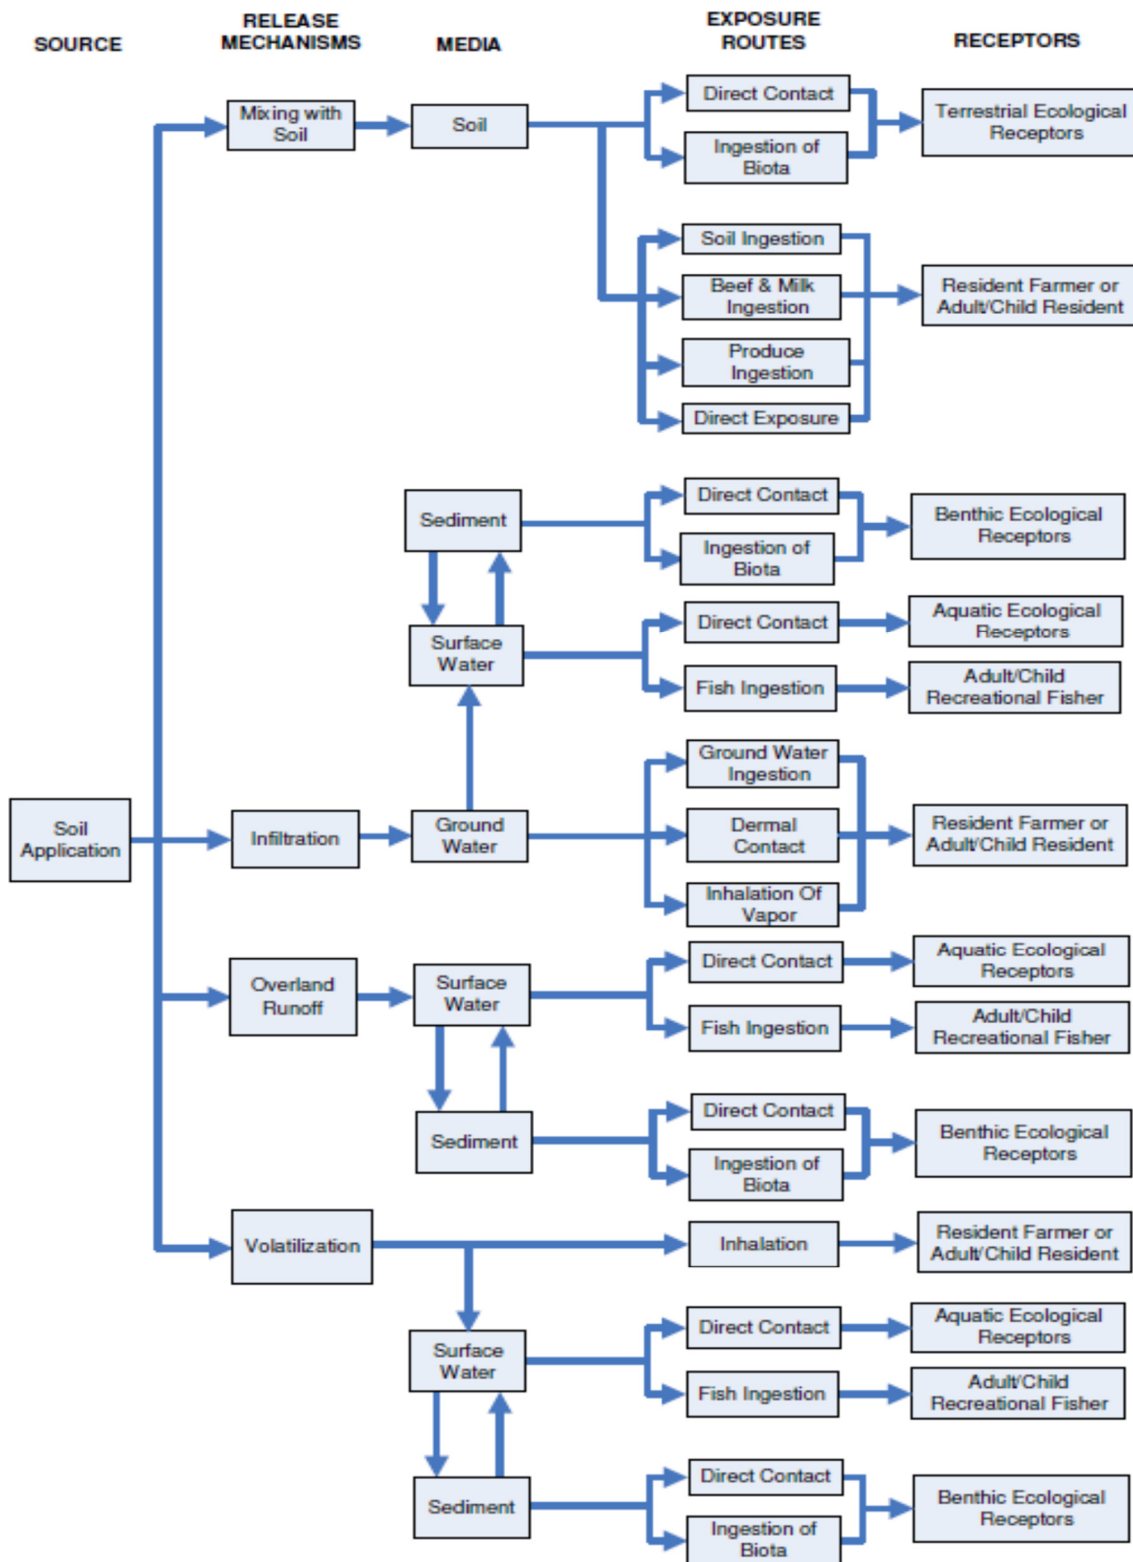 SOURCE
RELEASE
MECHANISMS
MEDIA
EXPOSURE
ROUTES
RECEPTORS
Mixing with
Soil
Soil
Direct Contact
Ingestion of
Biota
Terrestrial Ecological
Receptors
Soil Ingestion
Beef & Milk
Ingestion
Produce
Ingestion
Direct Exposure
Resident Farmer or
Adult/Child Resident
Sediment
Direct Contact
Ingestion of
Biota
Benthic Ecological
Receptors
Surface
Water
Direct Contact
Aquatic Ecological
Receptors
Fish Ingestion
Adult/Child
Recreational Fisher
Soil
Application
Infiltration
Ground
Water
Ground Water
Ingestion
Dermal
Contact
Inhalation Of
Vapor
Resident Farmer or
Adult/Child Resident
Overland
Runoff
Surface
Water
Direct Contact
Aquatic Ecological
Receptors
Fish Ingestion
Adult/Child
Recreational Fisher
Sediment
Direct Contact
Ingestion of
Biota
Benthic Ecological
Receptors
Volatilization
Inhalation
Resident Farmer or
Adult/Child Resident
Surface
Water
Direct Contact
Aquatic Ecological
Receptors
Fish Ingestion
Adult/Child
Recreational Fisher
Sediment
Direct Contact
Ingestion of
Biota
Benthic Ecological
Receptors